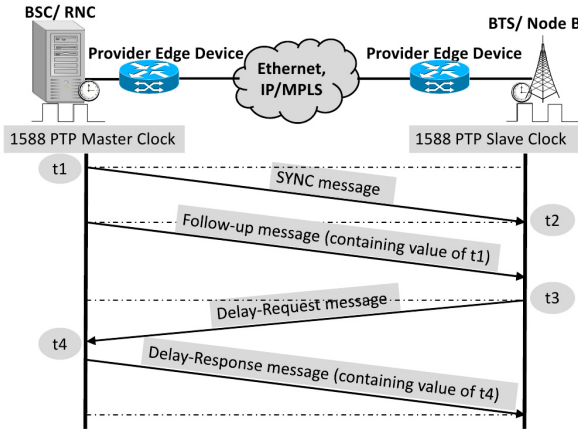 BSC/ RNC
BTS/ Node B
Provider Edge Device
Provider Edge Device
Ethernet,
IP/MPLS
1588 PTP Master Clock
1588 PTP Slave Clock
t1
SYNC message
t2
Follow-up message (containing value of t1)
t3
Delay-Request message
t4
Delay-Response message (containing value of t4)